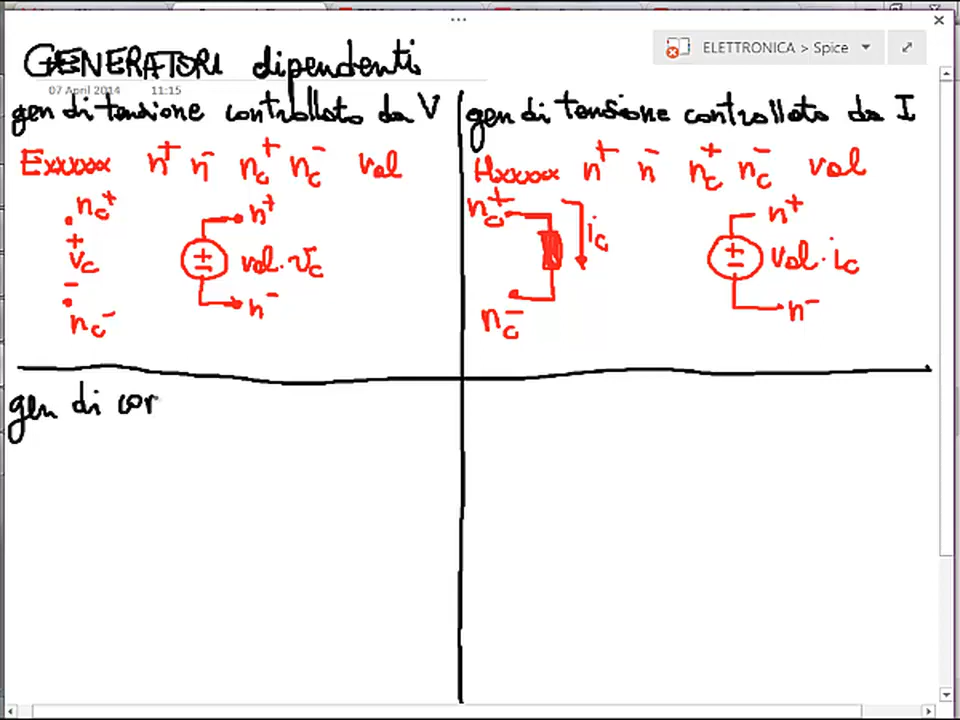 ELETTRONICA > Spice
GENERATORI dipendenti
07 April 2014 11:15
gen di tensione controllato da V
Exxxxx n⁺ n⁻ nc⁺ nc⁻ val
nc⁺
+
vc
-
nc⁻
n⁺
+
-
val·vc
n⁻
gen di tensione controllato da I
Hxxxxx n⁺ n⁻ nc⁺ nc⁻ val
nc⁺
ic
nc⁻
n⁺
+
-
val·ic
n⁻
gen di cor